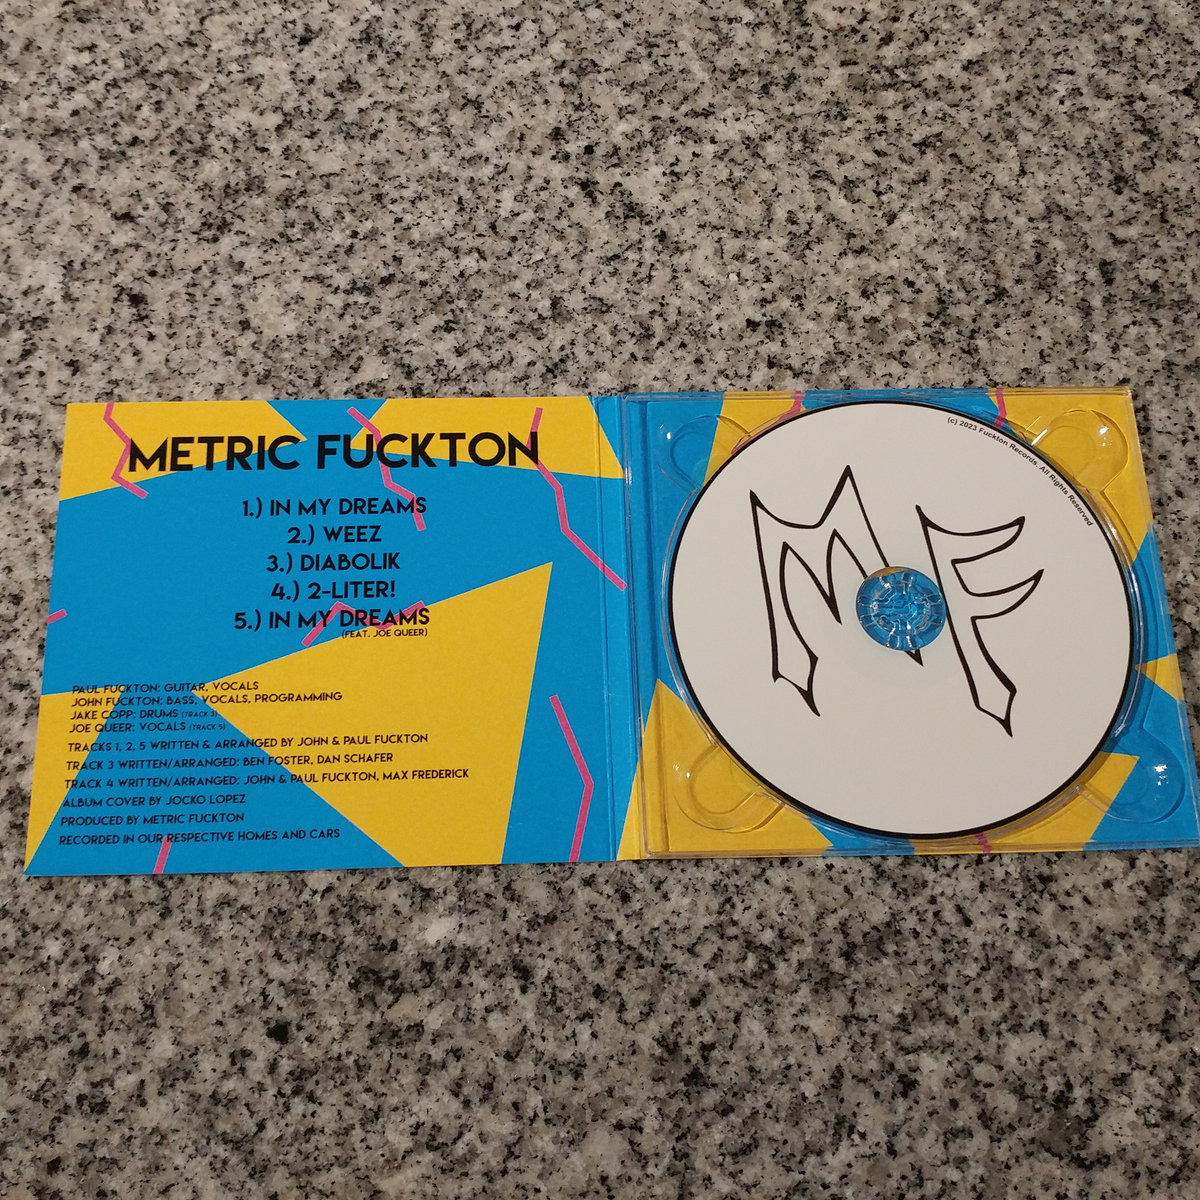 METRIC FUCKTON
1.) IN MY DREAMS
2.) WEEZ
3.) DIABOLIK
4.) 2-LITER!
5.) IN MY DREAMS
(FEAT. JOE QUEER)
PAUL FUCKTON: GUITAR, VOCALS
JOHN FUCKTON: BASS, VOCALS, PROGRAMMING
JAKE COPP: DRUMS (TRACK 3)
JOE QUEER: VOCALS (TRACK 5)
TRACKS 1, 2, 5 WRITTEN & ARRANGED BY JOHN & PAUL FUCKTON
TRACK 3 WRITTEN/ARRANGED: BEN FOSTER, DAN SCHAFER
TRACK 4 WRITTEN/ARRANGED: JOHN & PAUL FUCKTON, MAX FREDERICK
ALBUM COVER BY JOCKO LOPEZ
PRODUCED BY METRIC FUCKTON
RECORDED IN OUR RESPECTIVE HOMES AND CARS
(c) 2023 Fuckton Records. All Rights Reserved
MF